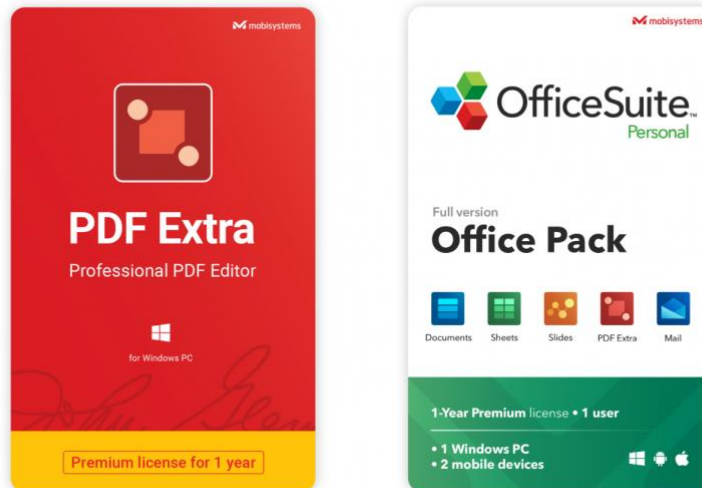 mobisystems
PDF Extra
Professional PDF Editor
for Windows PC
Premium license for 1 year
mobisystems
OfficeSuite™
Personal
Full version
Office Pack
Documents Sheets Slides PDF Extra Mail
1-Year Premium license • 1 user
• 1 Windows PC
• 2 mobile devices